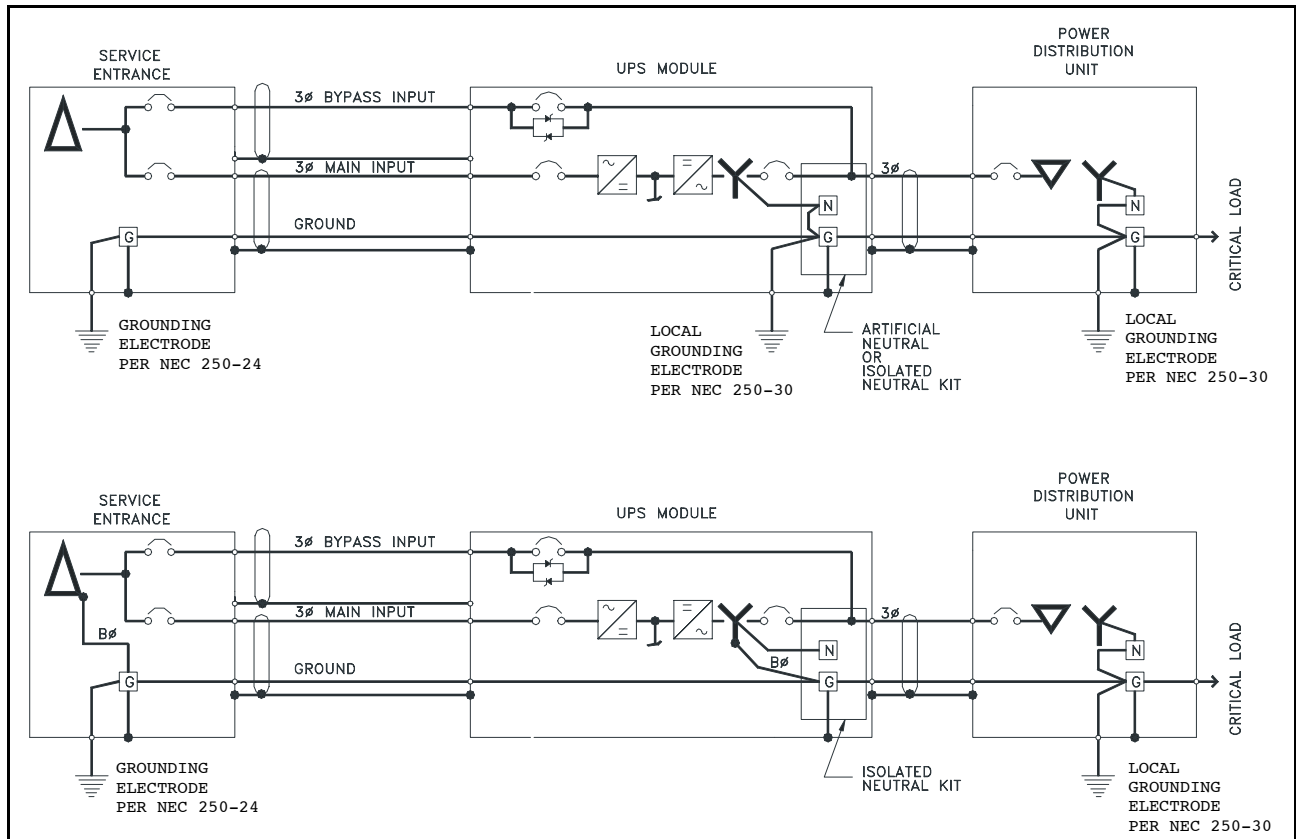 SERVICE
ENTRANCE
UPS MODULE
POWER
DISTRIBUTION
UNIT
3ø BYPASS INPUT
3ø MAIN INPUT
3ø
N
N
GROUND
G
G
G
CRITICAL LOAD
GROUNDING
ELECTRODE
PER NEC 250-24
LOCAL
GROUNDING
ELECTRODE
PER NEC 250-30
ARTIFICIAL
NEUTRAL
OR
ISOLATED
NEUTRAL KIT
LOCAL
GROUNDING
ELECTRODE
PER NEC 250-30
SERVICE
ENTRANCE
UPS MODULE
POWER
DISTRIBUTION
UNIT
3ø BYPASS INPUT
3ø MAIN INPUT
3ø
Bø
N
N
GROUND
Bø
G
G
G
CRITICAL LOAD
GROUNDING
ELECTRODE
PER NEC 250-24
ISOLATED
NEUTRAL KIT
LOCAL
GROUNDING
ELECTRODE
PER NEC 250-30